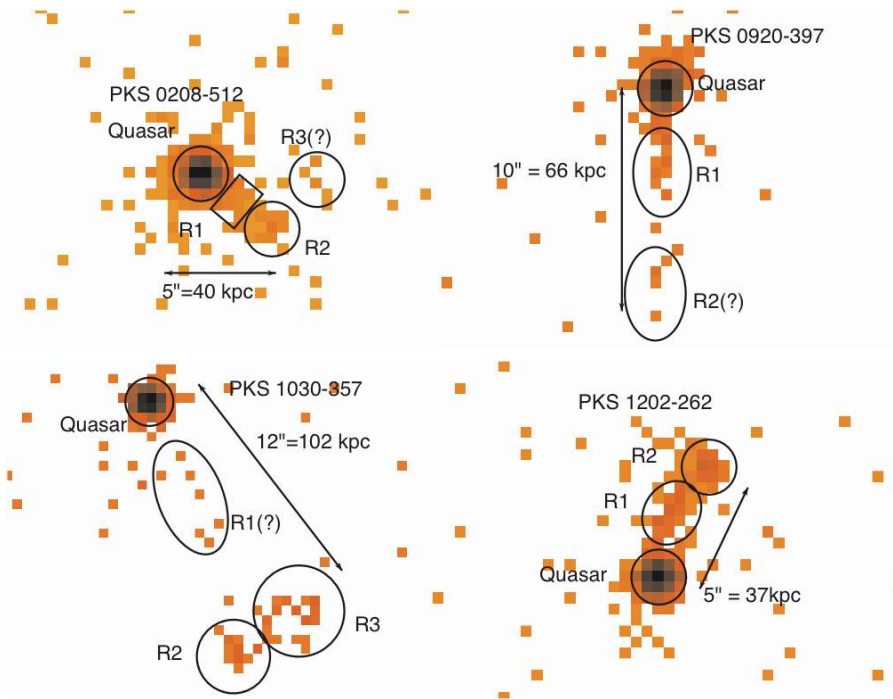 PKS 0208-512
Quasar
R3(?)
R1
R2
5"=40 kpc
PKS 0920-397
Quasar
10" = 66 kpc
R1
R2(?)
PKS 1030-357
Quasar
12"=102 kpc
R1(?)
R3
R2
PKS 1202-262
R2
R1
Quasar
5" = 37kpc